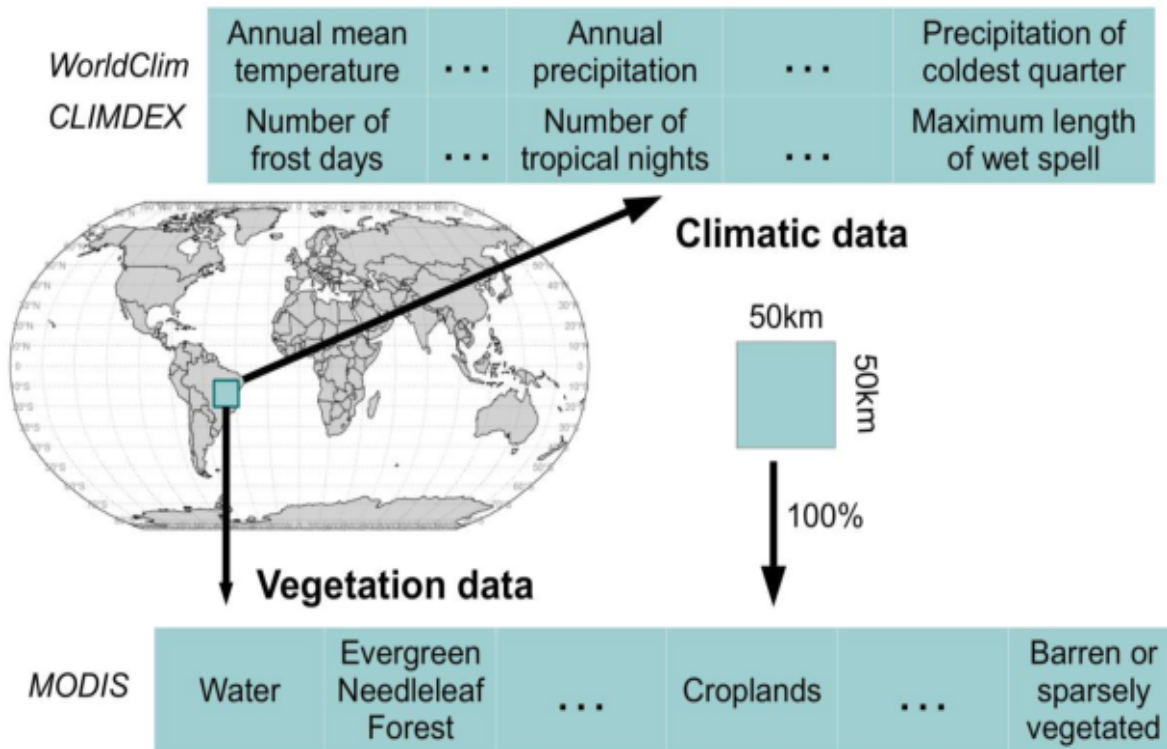 WorldClim
Annual mean
temperature
...
Annual
precipitation
...
Precipitation of
coldest quarter
CLIMDEX
Number of
frost days
...
Number of
tropical nights
...
Maximum length
of wet spell
Climatic data
50km
50km
100%
Vegetation data
MODIS
Water
Evergreen
Needleleaf
Forest
...
Croplands
...
Barren or
sparsely
vegetated